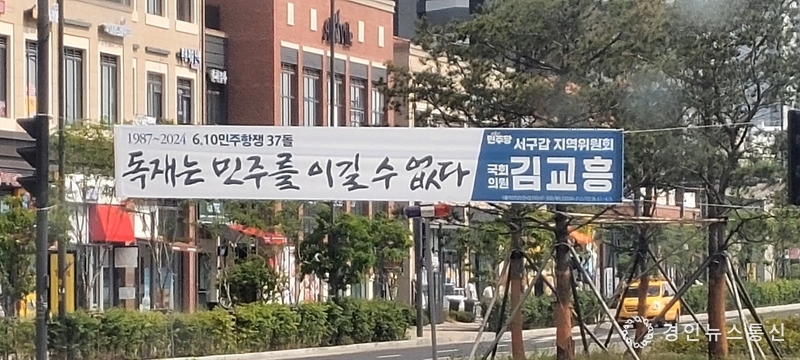 1987~2024 6.10민주항쟁 37돌
독재는 민주를 이길 수 없다
민주당 서구갑 지역위원회
국회
의원 김교흥
경인뉴스통신